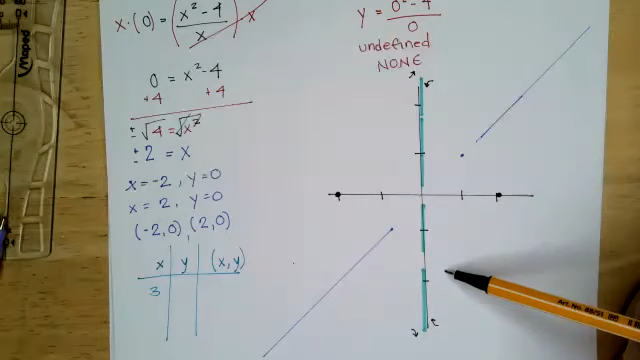 x·(0) = (x²-4 / x) x
0 = x²-4
+4 +4
±√4 = √x²
±2 = x
x = -2, y = 0
x = 2, y = 0
(-2,0), (2,0)
x y (x, y)
3
y = 0²-4 / 0
undefined
NONE
Maped